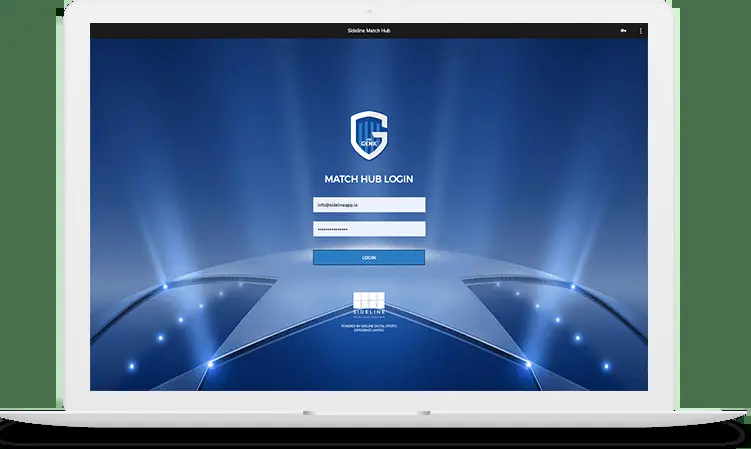 Sideline Match Hub
KRC
GENK
MATCH HUB LOGIN
info@sidelineapp.io
LOGIN
SIDELINE
POWERED BY SIDELINE DIGITAL SPORTS
EXPERIENCE LIMITED